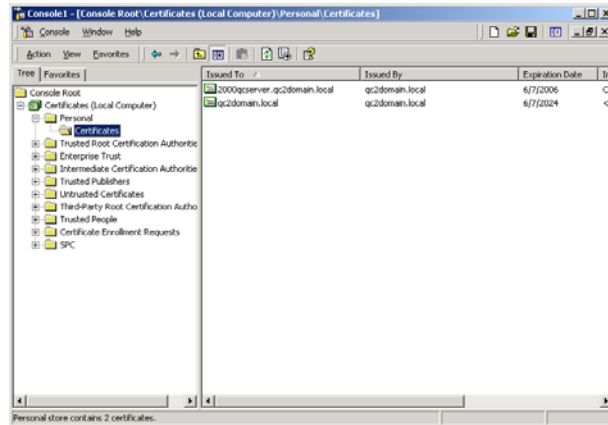 Console1 - [Console Root\Certificates (Local Computer)\Personal\Certificates]
Console Window Help
Action View Favorites
Tree Favorites
Issued To Issued By Expiration Date
Console Root
2000qcserver.qc2domain.local qc2domain.local 6/7/2006
Certificates (Local Computer)
qc2domain.local qc2domain.local 6/7/2024
Personal
Certificates
Trusted Root Certification Authoritie
Enterprise Trust
Intermediate Certification Authoritie
Trusted Publishers
Untrusted Certificates
Third-Party Root Certification Autho
Trusted People
Certificate Enrollment Requests
SPC
Personal store contains 2 certificates.